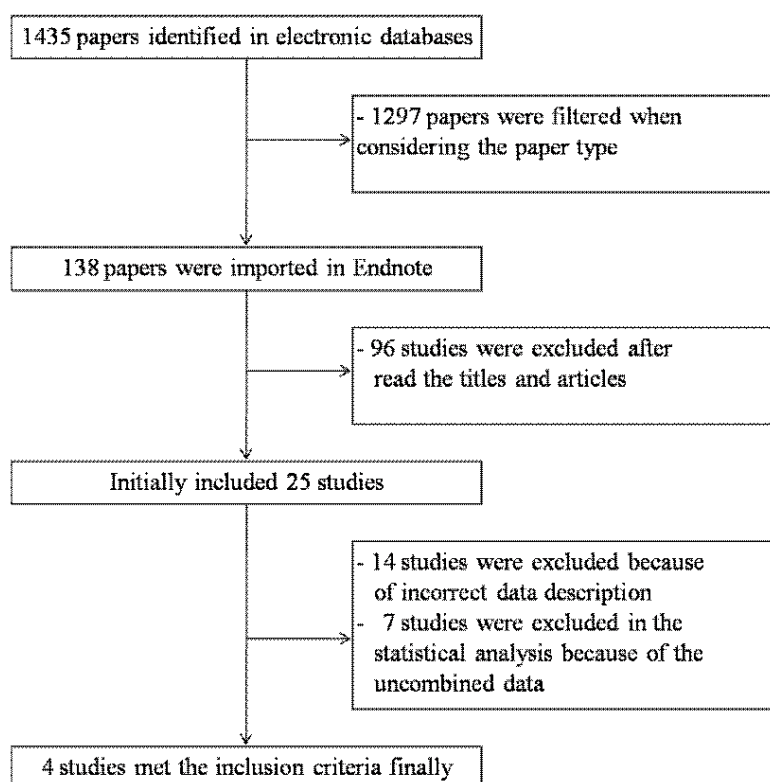 1435 papers identified in electronic databases
- 1297 papers were filtered when
considering the paper type
138 papers were imported in Endnote
- 96 studies were excluded after
read the titles and articles
Initially included 25 studies
- 14 studies were excluded because
of incorrect data description
- 7 studies were excluded in the
statistical analysis because of the
uncombined data
4 studies met the inclusion criteria finally